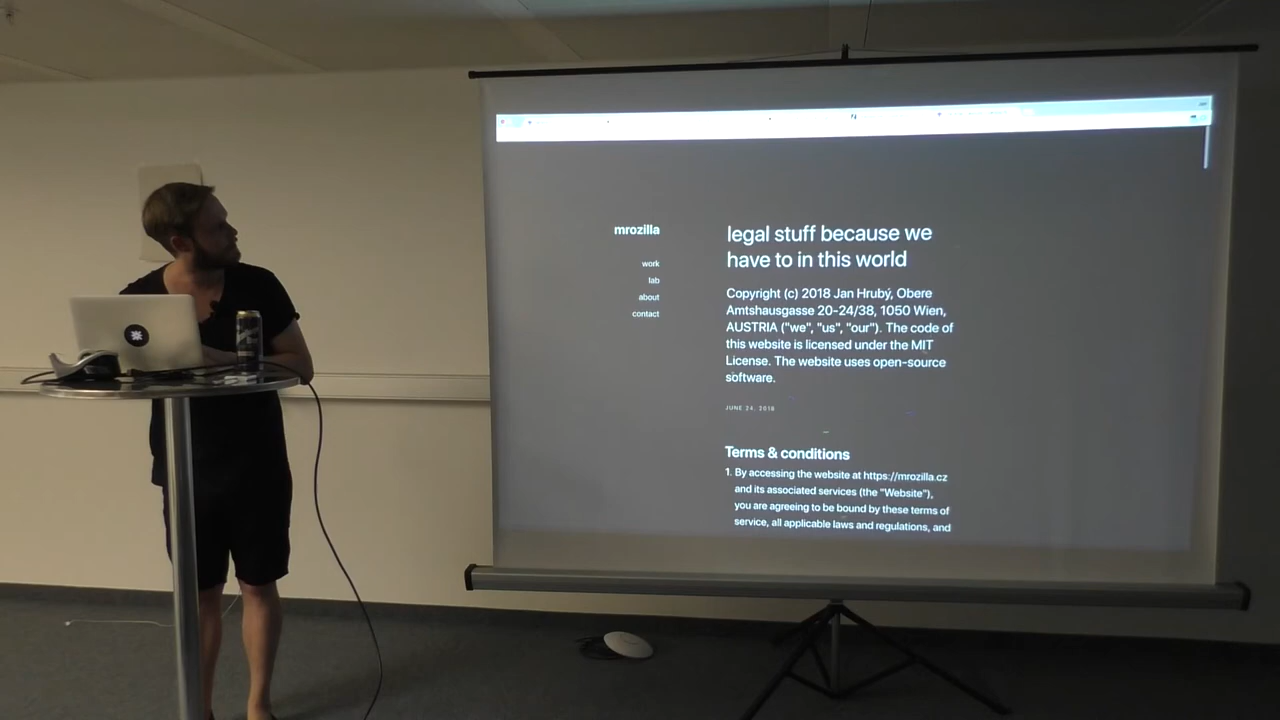 mrozilla
work
lab
about
contact
legal stuff because we
have to in this world
Copyright (c) 2018 Jan Hrubý, Obere
Amtshausgasse 20-24/38, 1050 Wien,
AUSTRIA ("we", "us", "our"). The code of
this website is licensed under the MIT
License. The website uses open-source
software.
JUNE 24, 2018
Terms & conditions
1. By accessing the website at https://mrozilla.cz
and its associated services (the "Website"),
you are agreeing to be bound by these terms of
service, all applicable laws and regulations, and